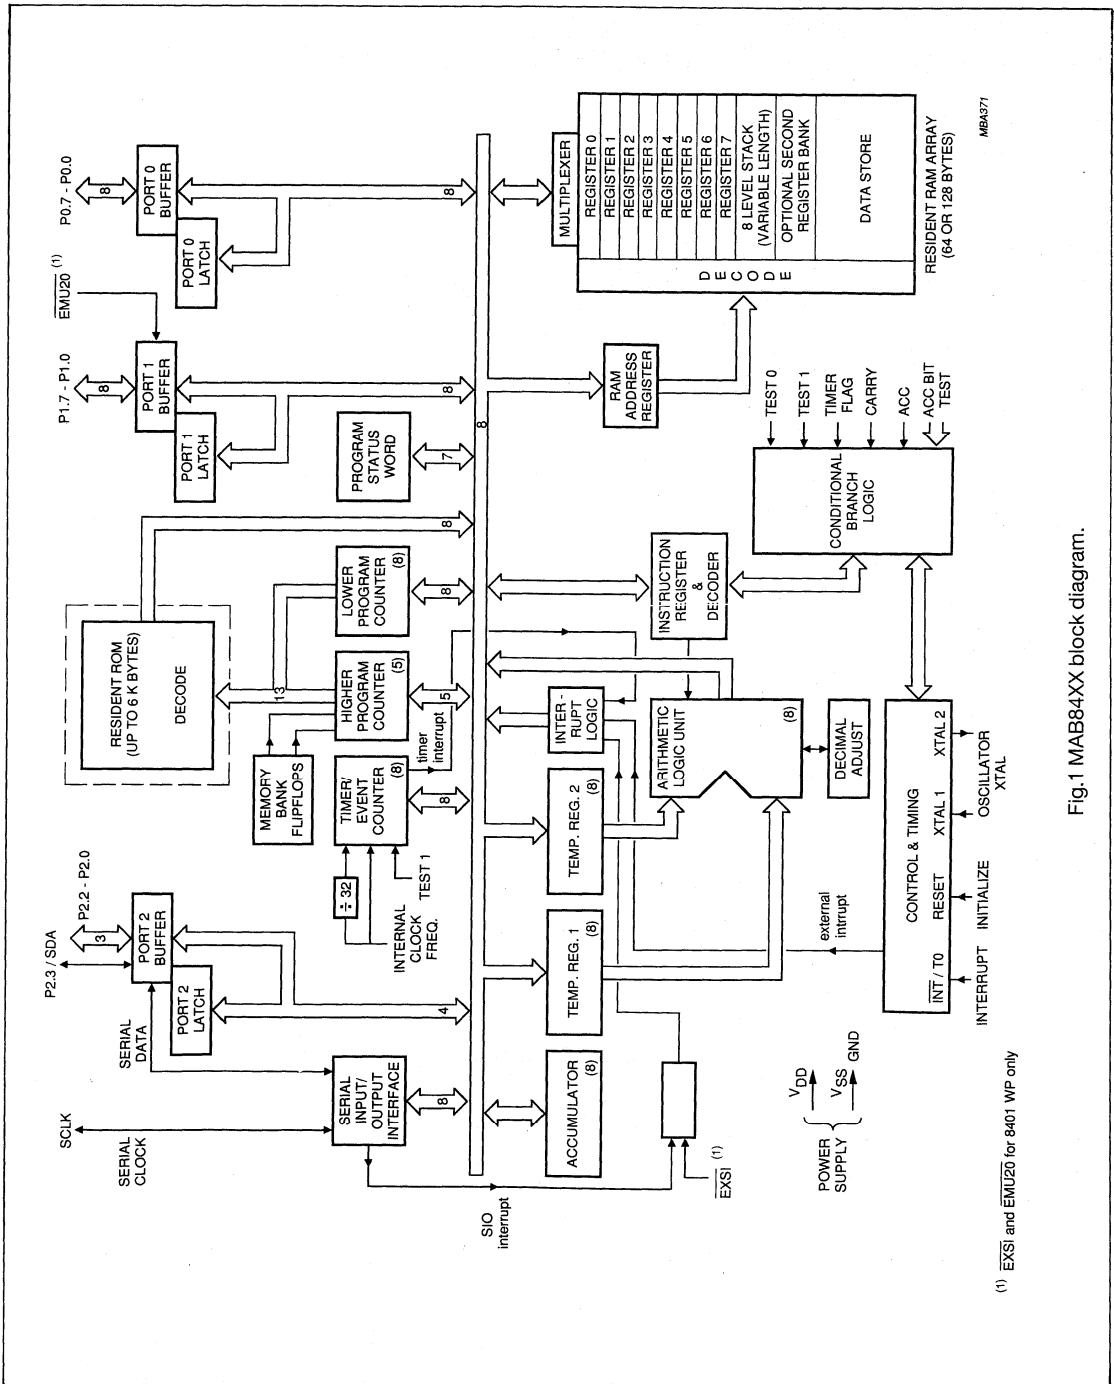 SCLK
SERIAL
CLOCK
SERIAL
DATA
P2.3 / SDA
P2.2 - P2.0
3
PORT 2
BUFFER
PORT 2
LATCH
4
SERIAL
INPUT/
OUTPUT
INTERFACE
8
SIO
interrupt
RESIDENT ROM
(UP TO 6 K BYTES)
DECODE
13
MEMORY
BANK
FLIPFLOPS
HIGHER
PROGRAM
COUNTER
(5)
5
LOWER
PROGRAM
COUNTER
(8)
8
÷ 32
INTERNAL
CLOCK
FREQ.
TEST 1
TIMER/
EVENT
COUNTER
(8)
timer
interrupt
8
8
P1.7 - P1.0
8
EMU20 (1)
PORT 1
BUFFER
PORT 1
LATCH
8
PROGRAM
STATUS
WORD
7
P0.7 - P0.0
8
PORT 0
BUFFER
PORT 0
LATCH
8
8
ACCUMULATOR
(8)
TEMP. REG. 1
(8)
TEMP. REG. 2
(8)
INTER -
RUPT
LOGIC
ARITHMETIC
LOGIC UNIT
(8)
DECIMAL
ADJUST
INSTRUCTION
REGISTER
&
DECODER
RAM
ADDRESS
REGISTER
MULTIPLEXER
DECODE
REGISTER 0
REGISTER 1
REGISTER 2
REGISTER 3
REGISTER 4
REGISTER 5
REGISTER 6
REGISTER 7
8 LEVEL STACK
(VARIABLE LENGTH)
OPTIONAL SECOND
REGISTER BANK
DATA STORE
RESIDENT RAM ARRAY
(64 OR 128 BYTES)
MBA371
EXSI (1)
external
intrrupt
CONDITIONAL
BRANCH
LOGIC
TEST 0
TEST 1
TIMER
FLAG
CARRY
ACC
ACC BIT
TEST
POWER
SUPPLY
VDD
VSS GND
CONTROL & TIMING
INT / T0
RESET
XTAL 1
XTAL 2
INTERRUPT
INITIALIZE
OSCILLATOR
XTAL
(1) EXSI and EMU20 for 8401 WP only
Fig.1 MAB84XX block diagram.